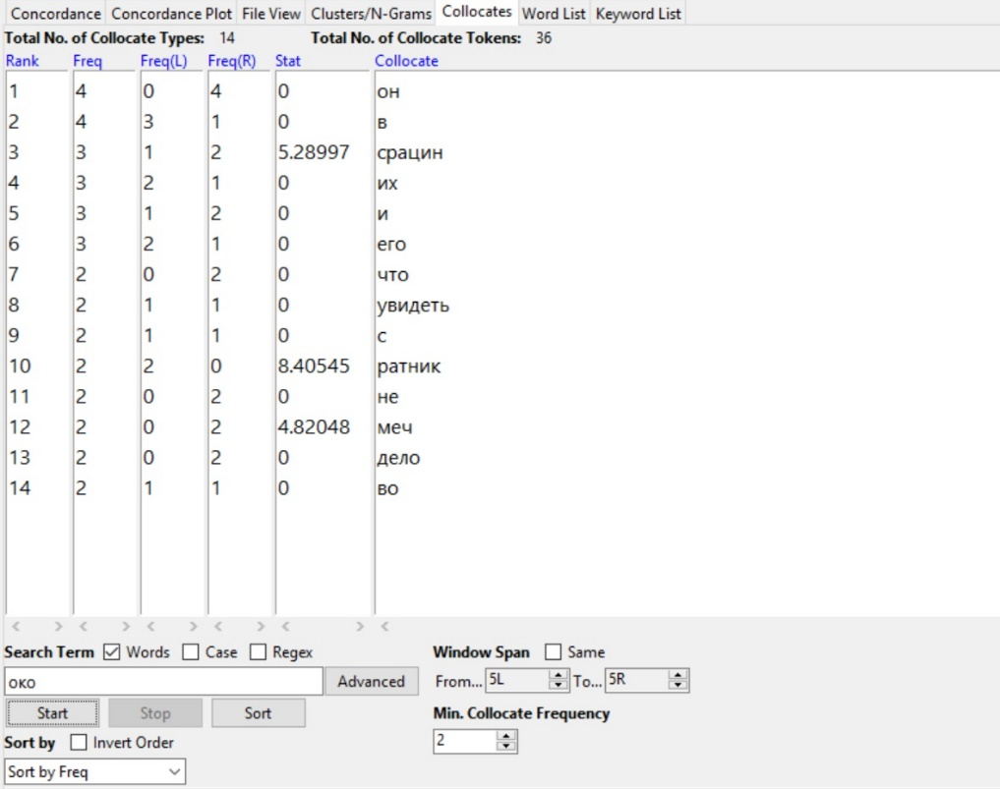 Concordance Concordance Plot File View Clusters/N-Grams Collocates Word List Keyword List
Total No. of Collocate Types: 14 Total No. of Collocate Tokens: 36
Rank Freq Freq(L) Freq(R) Stat Collocate
1 4 0 4 0 он
2 4 3 1 0 в
3 3 1 2 5.28997 срацин
4 3 2 1 0 их
5 3 1 2 0 и
6 3 2 1 0 его
7 2 0 2 0 что
8 2 1 1 0 увидеть
9 2 1 1 0 с
10 2 2 0 8.40545 ратник
11 2 0 2 0 не
12 2 0 2 4.82048 меч
13 2 0 2 0 дело
14 2 1 1 0 во
Search Term Words Case Regex Window Span Same
око Advanced From... 5L To... 5R
Start Stop Sort Min. Collocate Frequency
Sort by Invert Order 2
Sort by Freq